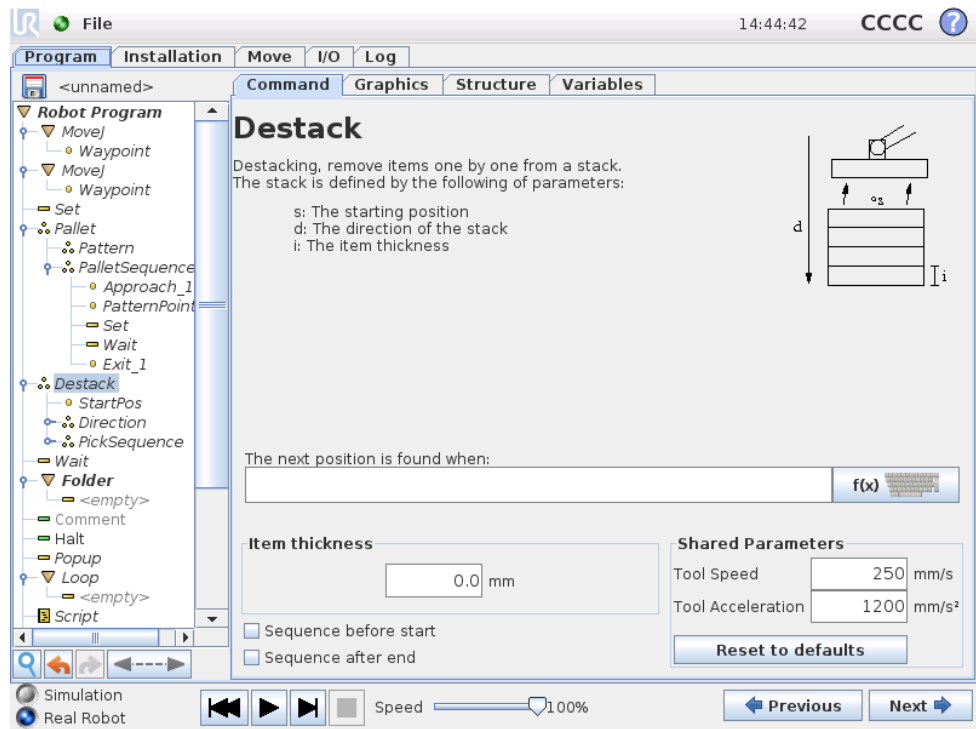 UR File 14:44:42 CCCC ?
Program Installation Move I/O Log
<unnamed>
Robot Program
MoveJ
Waypoint
MoveJ
Waypoint
Set
Pallet
Pattern
PalletSequence
Approach_1
PatternPoint
Set
Wait
Exit_1
Destack
StartPos
Direction
PickSequence
Wait
Folder
<empty>
Comment
Halt
Popup
Loop
<empty>
Script
Command Graphics Structure Variables
Destack
Destacking, remove items one by one from a stack.
The stack is defined by the following of parameters:
s: The starting position
d: The direction of the stack
i: The item thickness
s
d
i
The next position is found when:
f(x)
Item thickness
0.0 mm
Sequence before start
Sequence after end
Shared Parameters
Tool Speed 250 mm/s
Tool Acceleration 1200 mm/s²
Reset to defaults
Simulation
Real Robot
Speed 100%
Previous Next